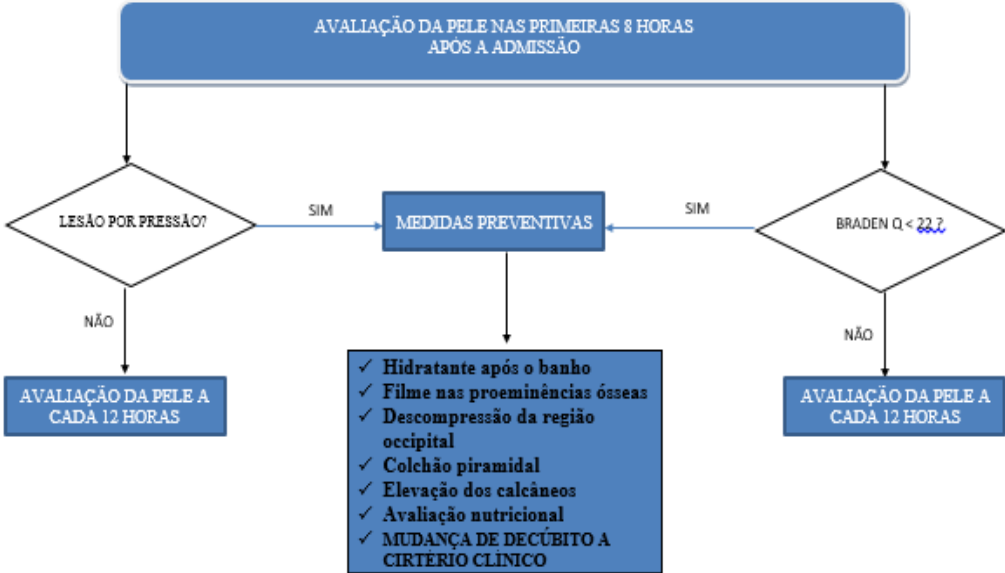 AVALIAÇÃO DA PELE NAS PRIMEIRAS 8 HORAS
APÓS A ADMISSÃO
LESÃO POR PRESSÃO?
SIM
MEDIDAS PREVENTIVAS
SIM
BRADEN Q < 22 ?
NÃO
NÃO
AVALIAÇÃO DA PELE A
CADA 12 HORAS
✓ Hidratante após o banho
✓ Filme nas proeminências ósseas
✓ Descompressão da região
occipital
✓ Colchão piramidal
✓ Elevação dos calcâneos
✓ Avaliação nutricional
✓ MUDANÇA DE DECÚBITO A
CIRTÉRIO CLÍNICO
AVALIAÇÃO DA PELE A
CADA 12 HORAS